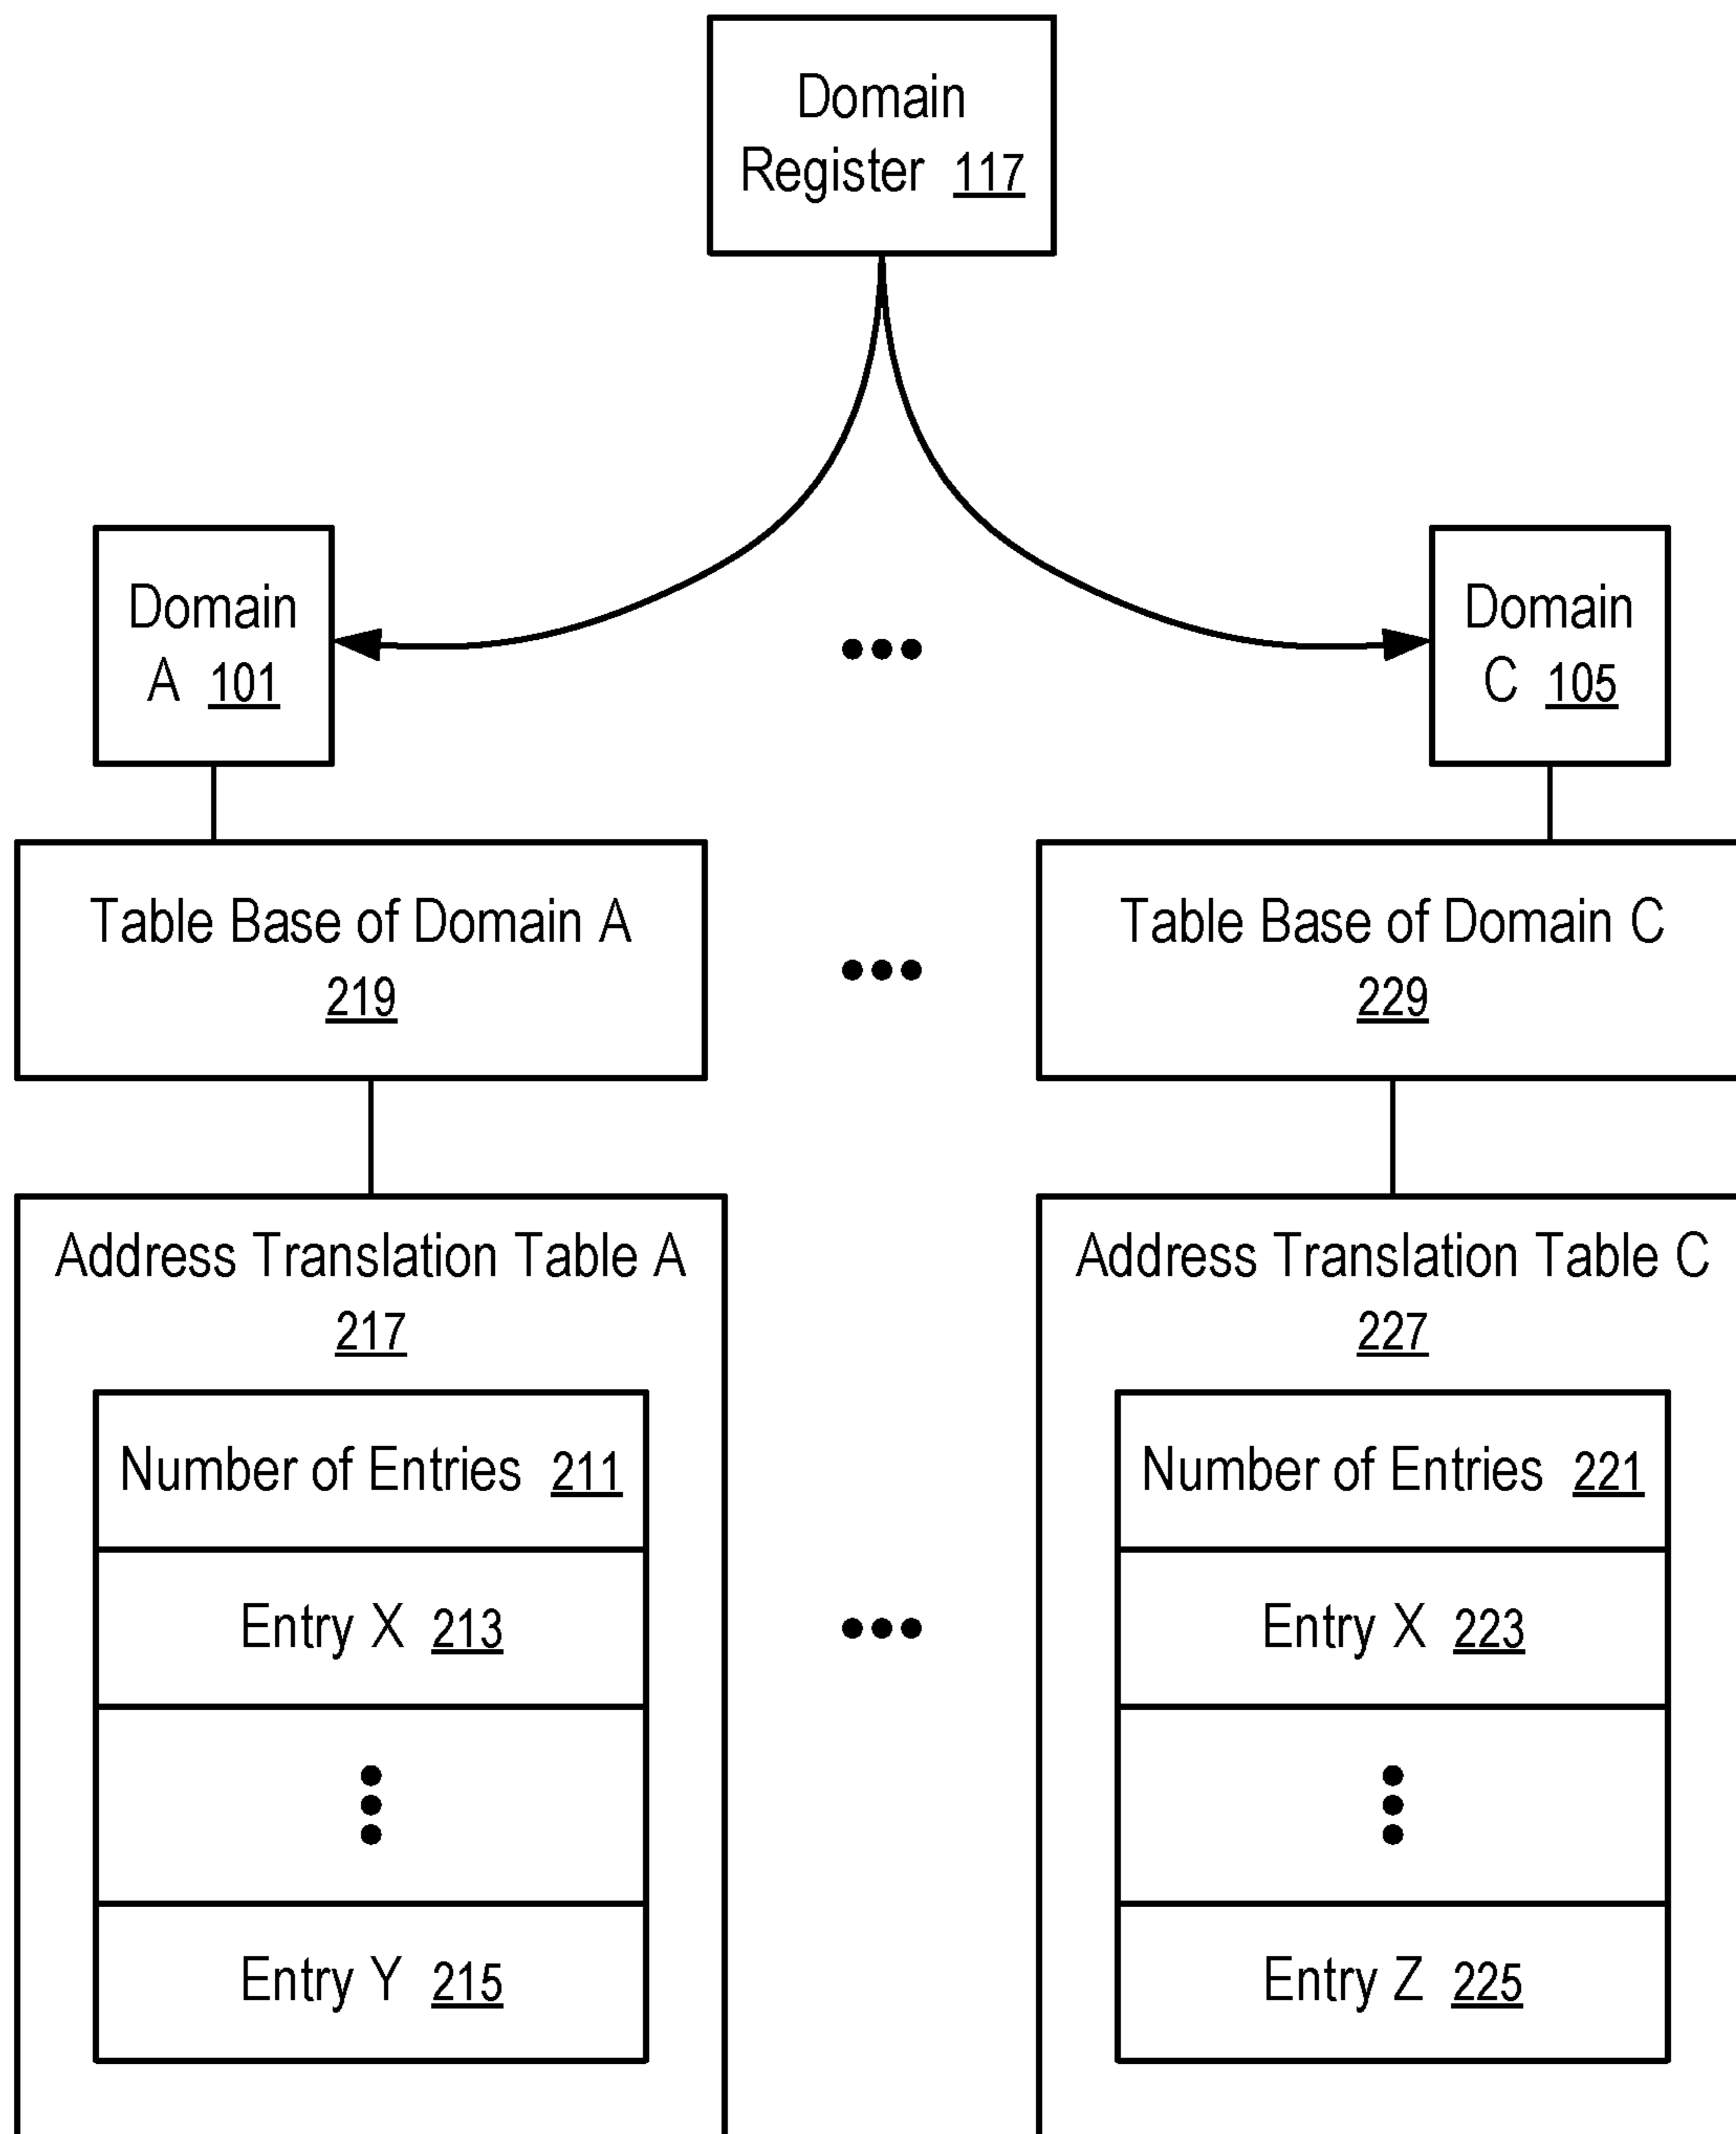 Domain
Register 117
Domain
A 101
Domain
C 105
Table Base of Domain A
219
Table Base of Domain C
229
Address Translation Table A
217
Number of Entries 211
Entry X 213
Entry Y 215
Address Translation Table C
227
Number of Entries 221
Entry X 223
Entry Z 225